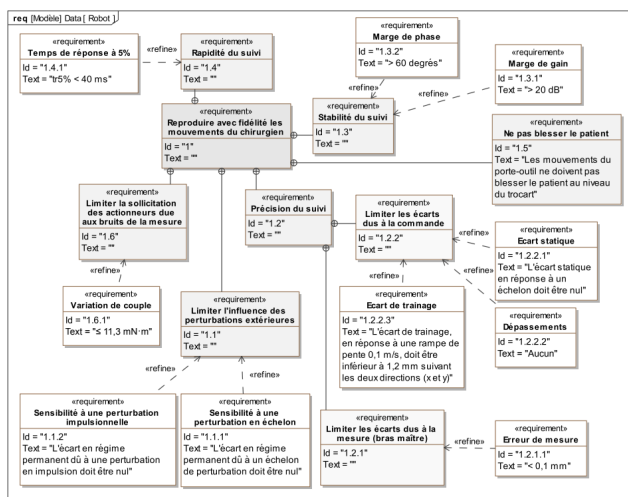 req [Modèle] Data [ Robot ]
«requirement»
Temps de réponse à 5%
Id = "1.4.1"
Text = "tr5% < 40 ms"
«refine»
«requirement»
Rapidité du suivi
Id = "1.4"
Text = ""
«requirement»
Marge de phase
Id = "1.3.2"
Text = "> 60 degrés"
«requirement»
Marge de gain
Id = "1.3.1"
Text = "> 20 dB"
«refine»
«refine»
«requirement»
Stabilité du suivi
Id = "1.3"
Text = ""
«requirement»
Reproduire avec fidélité les
mouvements du chirurgien
Id = "1"
Text = ""
«requirement»
Ne pas blesser le patient
Id = "1.5"
Text = "Les mouvements du
porte-outil ne doivent pas
blesser le patient au niveau
du trocart"
«requirement»
Limiter la sollicitation
des actionneurs due
aux bruits de la mesure
Id = "1.6"
Text = ""
«requirement»
Précision du suivi
Id = "1.2"
Text = ""
«requirement»
Limiter les écarts
dus à la commande
Id = "1.2.2"
Text = ""
«refine»
«requirement»
Ecart statique
Id = "1.2.2.1"
Text = "L'écart statique
en réponse à un
échelon doit être nul"
«refine»
«refine»
«refine»
«requirement»
Variation de couple
Id = "1.6.1"
Text = "≤ 11,3 mN·m"
«requirement»
Limiter l'influence des
perturbations extérieures
Id = "1.1"
Text = ""
«requirement»
Ecart de trainage
Id = "1.2.2.3"
Text = "L'écart de trainage,
en réponse à une rampe de
pente 0,1 m/s, doit être
inférieur à 1,2 mm suivant
les deux directions (x et y)"
«requirement»
Dépassements
Id = "1.2.2.2"
Text = "Aucun"
«refine»
«refine»
«requirement»
Sensibilité à une perturbation
impulsionnelle
Id = "1.1.2"
Text = "L'écart en régime
permanent dû à une perturbation
en impulsion doit être nul"
«requirement»
Sensibilité à une
perturbation en échelon
Id = "1.1.1"
Text = "L'écart en régime
permanent dû à un échelon
de perturbation doit être nul"
«requirement»
Limiter les écarts dus à la
mesure (bras maître)
Id = "1.2.1"
Text = ""
«refine»
«requirement»
Erreur de mesure
Id = "1.2.1.1"
Text = "< 0,1 mm"